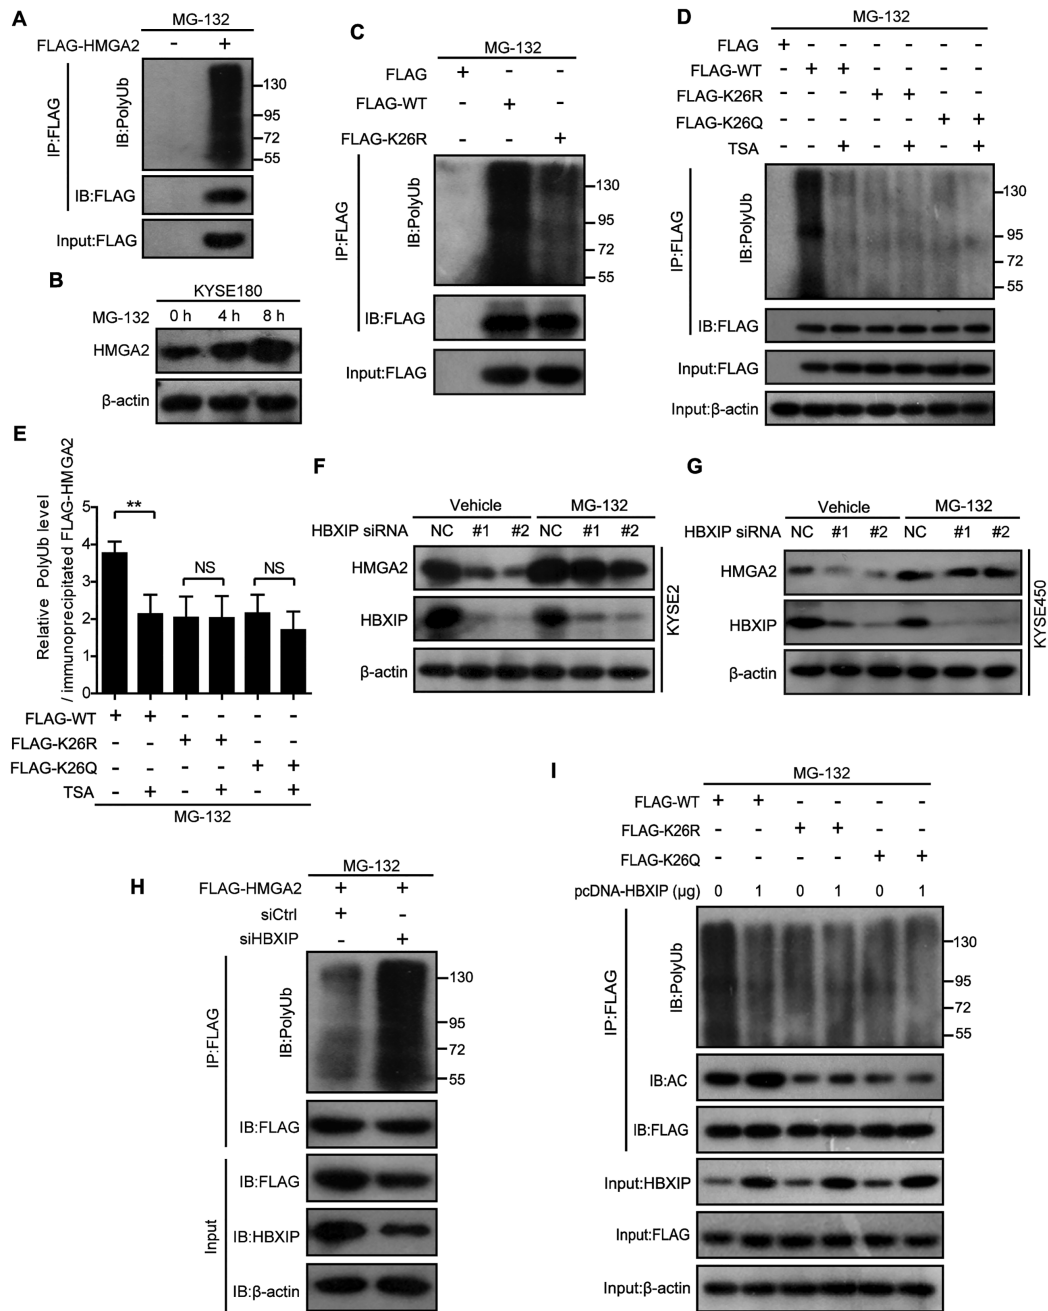 A
MG-132
FLAG-HMGA2 - +
IP:FLAG
IB:PolyUb
130
95
72
55
IB:FLAG
Input:FLAG
B
KYSE180
MG-132 0 h 4 h 8 h
HMGA2
β-actin
C
MG-132
FLAG + - -
FLAG-WT - + -
FLAG-K26R - - +
IP:FLAG
IB:PolyUb
130
95
72
55
IB:FLAG
Input:FLAG
D
MG-132
FLAG + - - - - - -
FLAG-WT - + + - - - -
FLAG-K26R - - - + + - -
FLAG-K26Q - - - - - + +
TSA - - + - + - +
IP:FLAG
IB:PolyUb
130
95
72
55
IB:FLAG
Input:FLAG
Input:β-actin
E
Relative PolyUb level
/ immunoprecipitated FLAG-HMGA2
5
4
3
2
1
0
**
NS
NS
FLAG-WT + + - - - -
FLAG-K26R - - + + - -
FLAG-K26Q - - - - + +
TSA - + - + - +
MG-132
F
Vehicle MG-132
HBXIP siRNA NC #1 #2 NC #1 #2
HMGA2
HBXIP
β-actin
KYSE2
G
Vehicle MG-132
HBXIP siRNA NC #1 #2 NC #1 #2
HMGA2
HBXIP
β-actin
KYSE450
H
MG-132
FLAG-HMGA2 + +
siCtrl + -
siHBXIP - +
IP:FLAG
IB:PolyUb
130
95
72
55
IB:FLAG
Input
IB:FLAG
IB:HBXIP
IB:β-actin
I
MG-132
FLAG-WT + + - - - -
FLAG-K26R - - + + - -
FLAG-K26Q - - - - + +
pcDNA-HBXIP (μg) 0 1 0 1 0 1
IP:FLAG
IB:PolyUb
130
95
72
55
IB:AC
IB:FLAG
Input:HBXIP
Input:FLAG
Input:β-actin